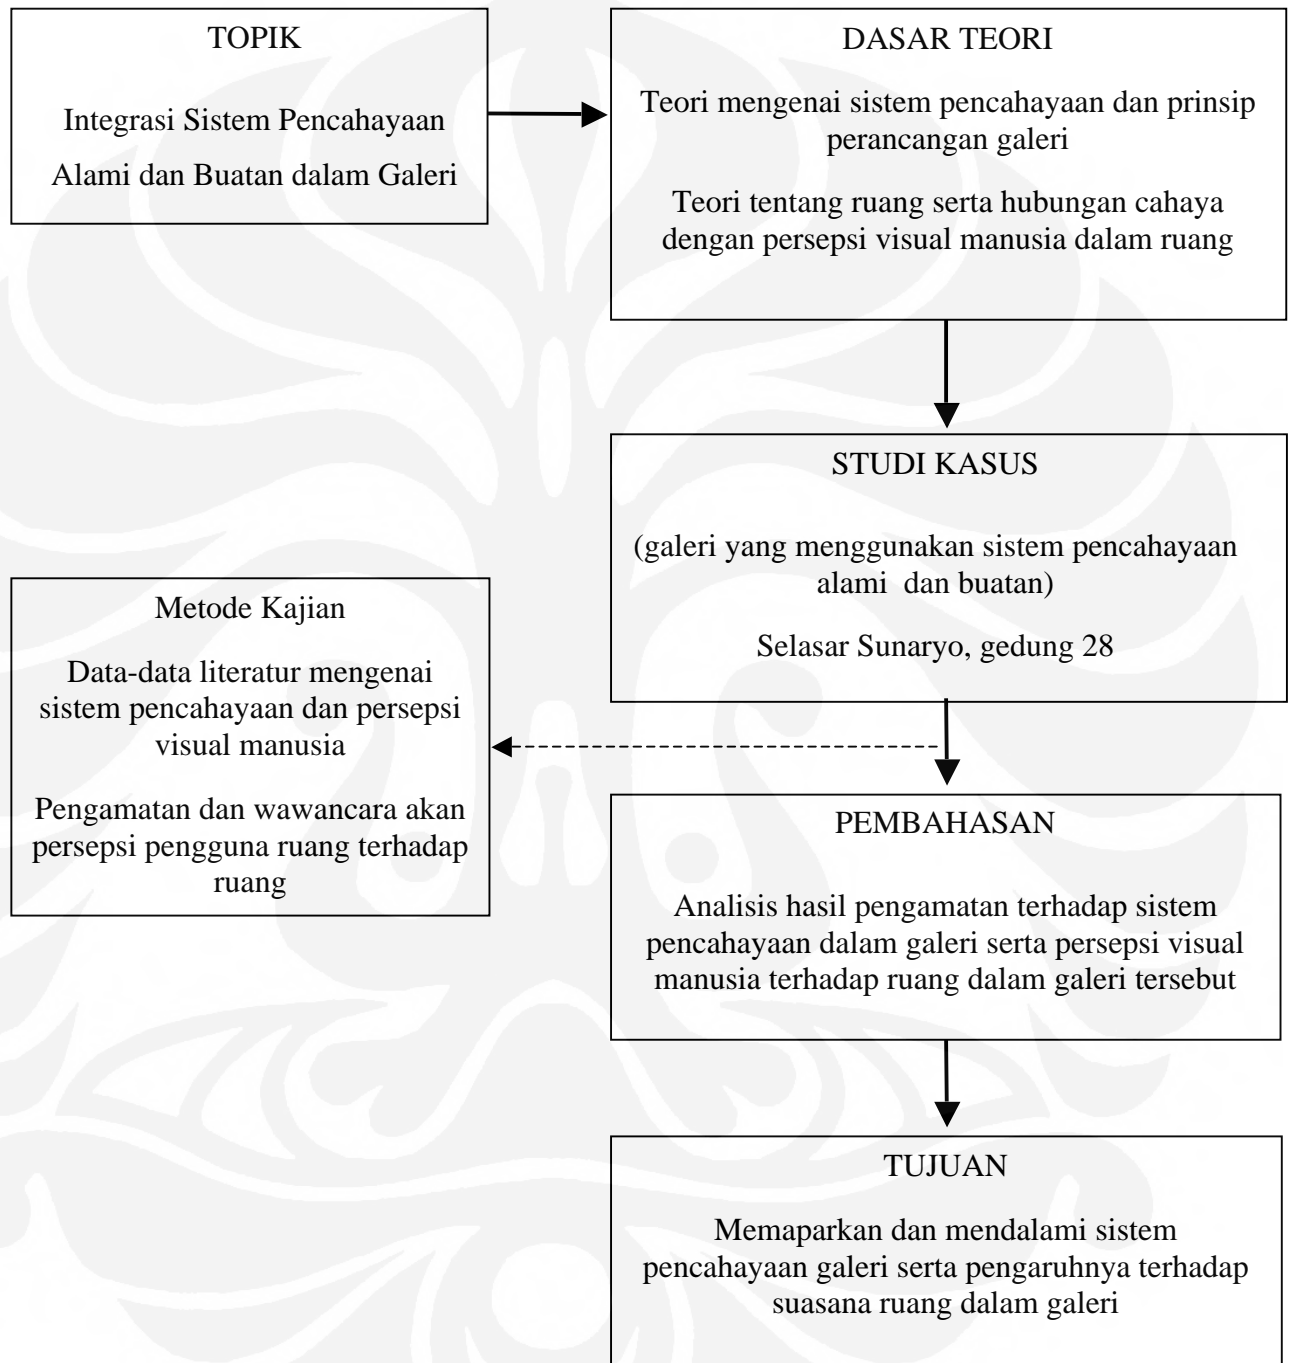 TOPIK
Integrasi Sistem Pencahayaan
Alami dan Buatan dalam Galeri
DASAR TEORI
Teori mengenai sistem pencahayaan dan prinsip
perancangan galeri
Teori tentang ruang serta hubungan cahaya
dengan persepsi visual manusia dalam ruang
STUDI KASUS
(galeri yang menggunakan sistem pencahayaan
alami dan buatan)
Selasar Sunaryo, gedung 28
Metode Kajian
Data-data literatur mengenai
sistem pencahayaan dan persepsi
visual manusia
Pengamatan dan wawancara akan
persepsi pengguna ruang terhadap
ruang
PEMBAHASAN
Analisis hasil pengamatan terhadap sistem
pencahayaan dalam galeri serta persepsi visual
manusia terhadap ruang dalam galeri tersebut
TUJUAN
Memaparkan dan mendalami sistem
pencahayaan galeri serta pengaruhnya terhadap
suasana ruang dalam galeri